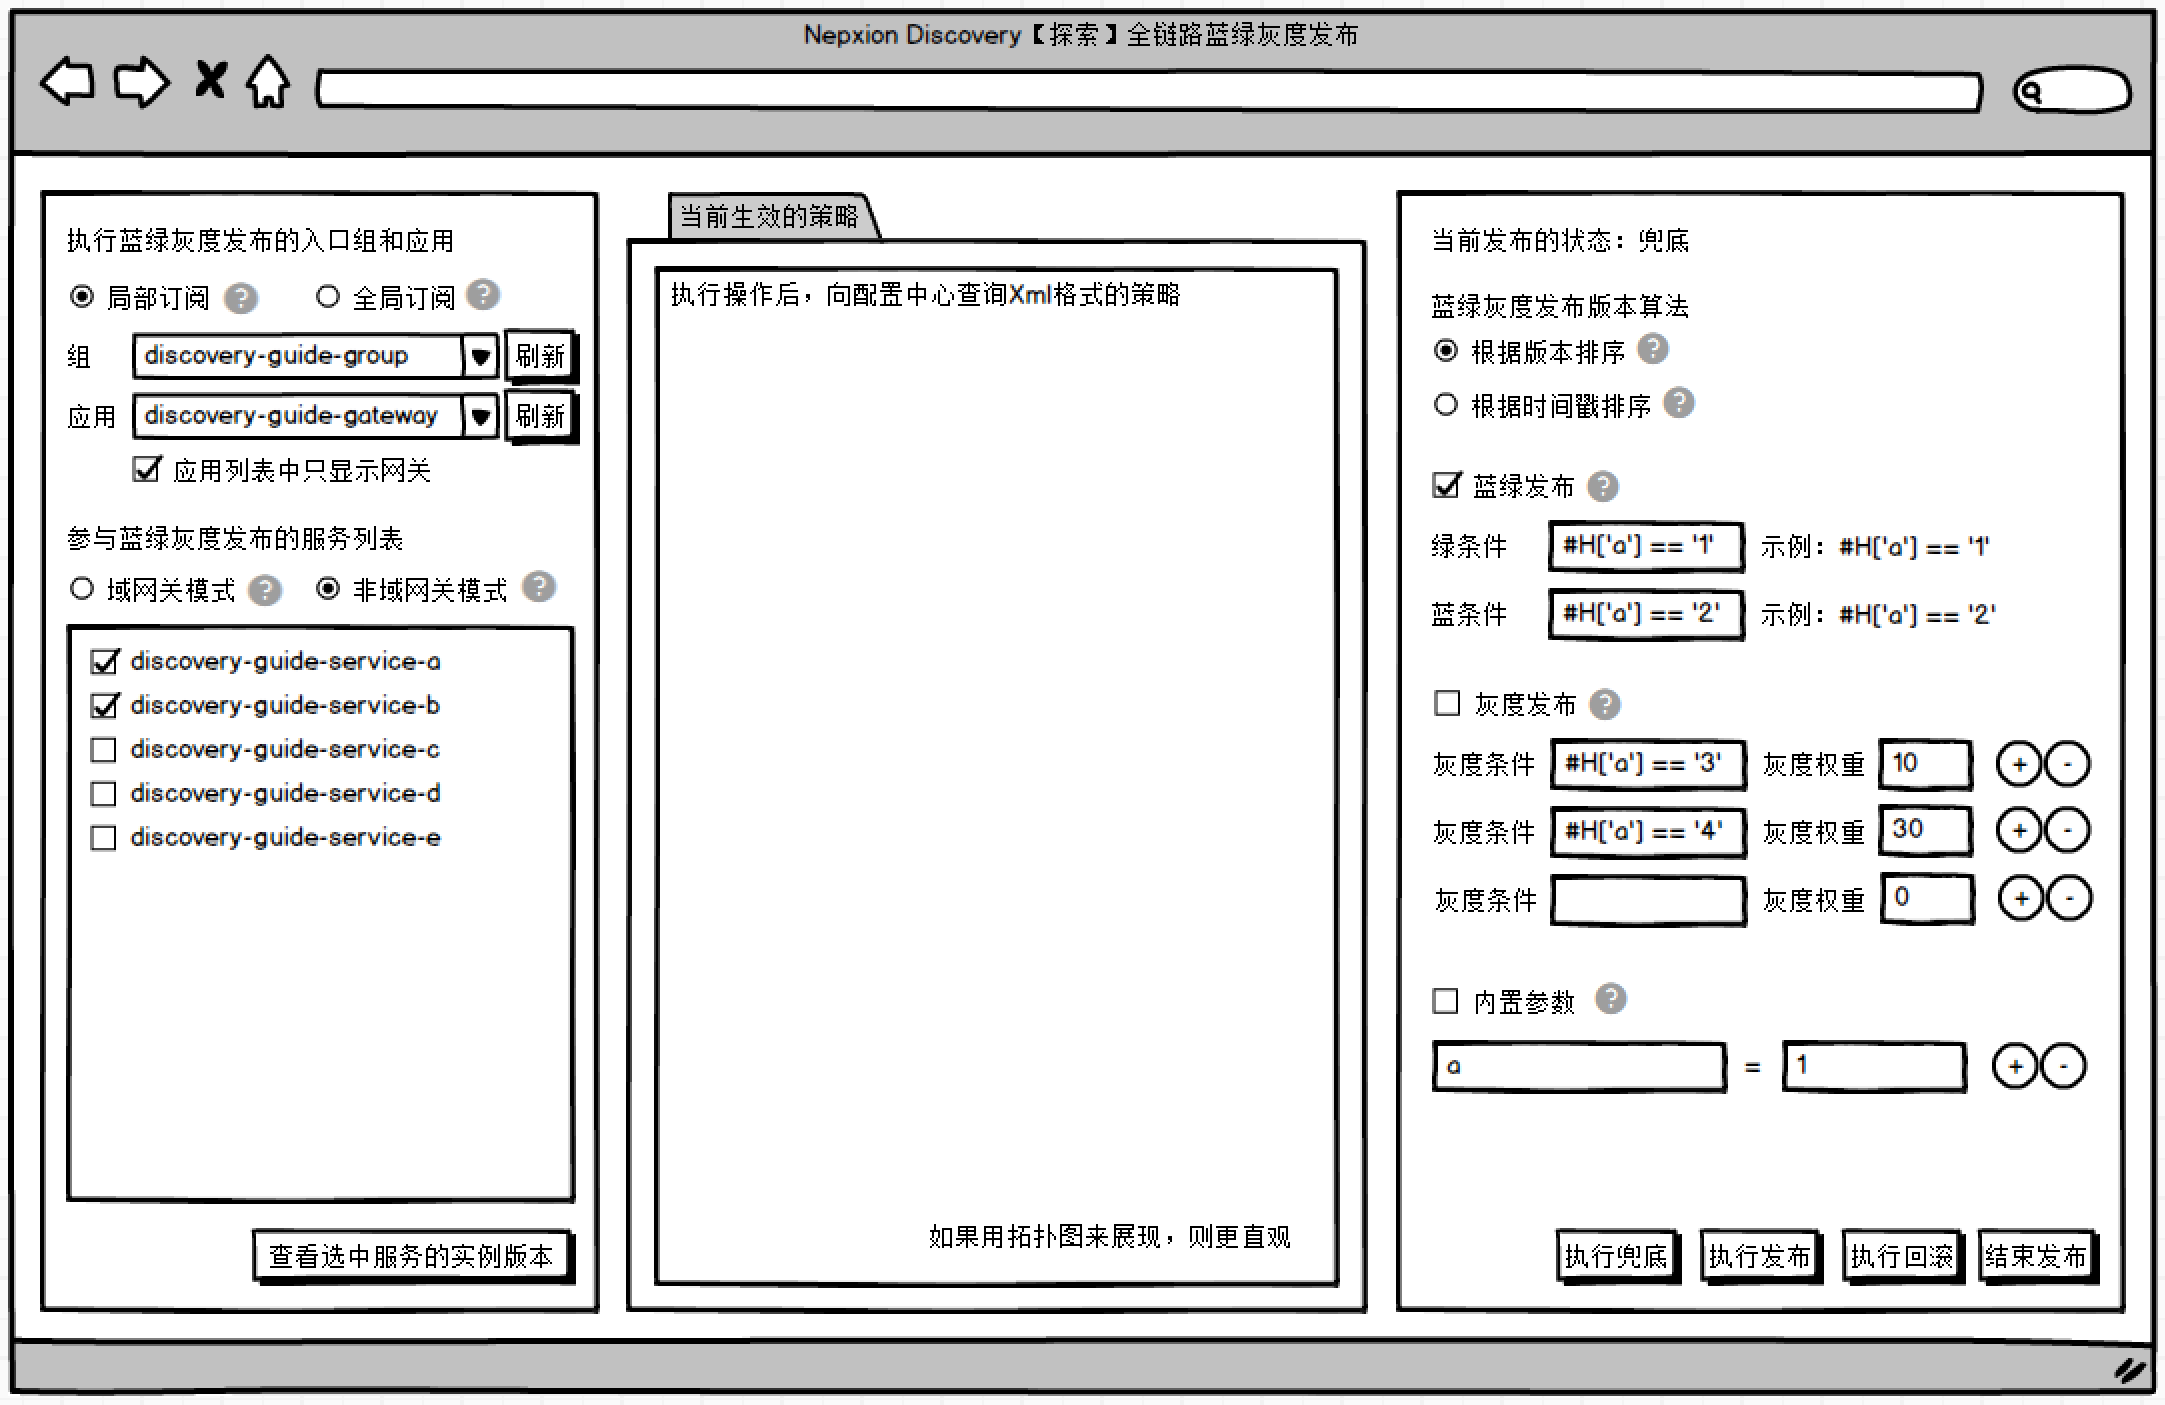 Nepxion Discovery【探索】全链路蓝绿灰度发布
执行蓝绿灰度发布的入口组和应用
局部订阅 ? 全局订阅 ?
组 discovery-guide-group 刷新
应用 discovery-guide-gateway 刷新
应用列表中只显示网关
参与蓝绿灰度发布的服务列表
域网关模式 ? 非域网关模式 ?
discovery-guide-service-a
discovery-guide-service-b
discovery-guide-service-c
discovery-guide-service-d
discovery-guide-service-e
查看选中服务的实例版本
当前生效的策略
执行操作后，向配置中心查询Xml格式的策略
如果用拓扑图来展现，则更直观
当前发布的状态：兜底
蓝绿灰度发布版本算法
根据版本排序 ?
根据时间戳排序 ?
蓝绿发布 ?
绿条件 #H['a'] == '1' 示例：#H['a'] == '1'
蓝条件 #H['a'] == '2' 示例：#H['a'] == '2'
灰度发布 ?
灰度条件 #H['a'] == '3' 灰度权重 10 + -
灰度条件 #H['a'] == '4' 灰度权重 30 + -
灰度条件 灰度权重 0 + -
内置参数 ?
a = 1 + -
执行兜底 执行发布 执行回滚 结束发布